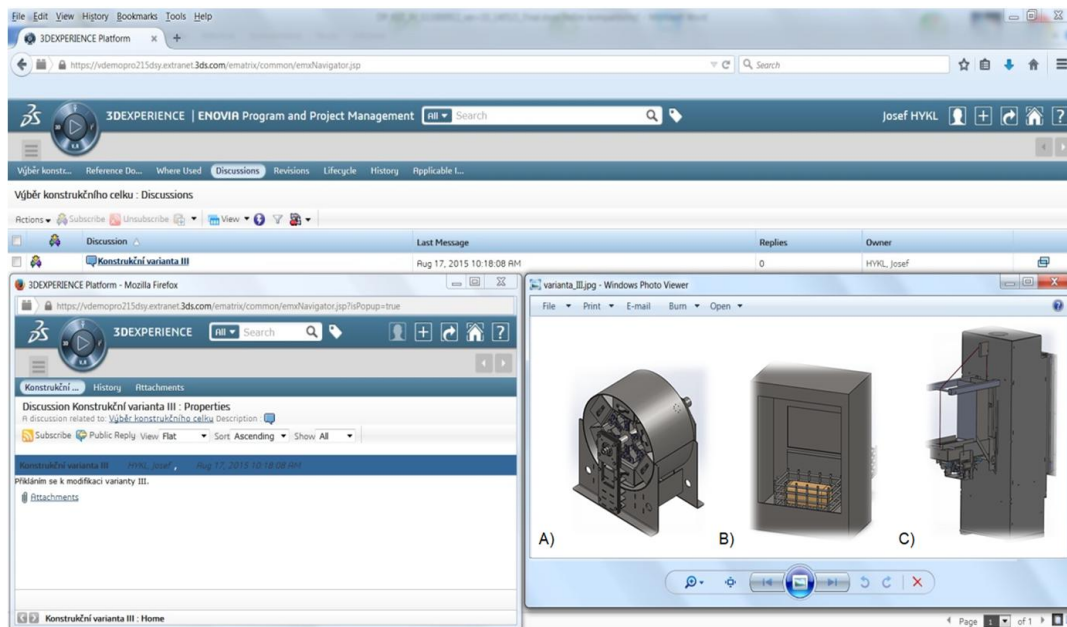 File Edit View History Bookmarks Tools Help
3DEXPERIENCE Platform × +
https://vdemopro215dsy.extranet.3ds.com/ematrix/common/emxNavigator.jsp
Search
3DEXPERIENCE | ENOVIA Program and Project Management All Search Josef HYKL
Výběr konstr... Reference Do... Where Used Discussions Revisions Lifecycle History Applicable I...
Výběr konstrukčního celku : Discussions
Actions Subscribe Unsubscribe View
Discussion Last Message Replies Owner
Konstrukční varianta III Aug 17, 2015 10:18:08 AM 0 HYKL, Josef
3DEXPERIENCE Platform - Mozilla Firefox
https://vdemopro215dsy.extranet.3ds.com/ematrix/common/emxNavigator.jsp?isPopup=true
3DEXPERIENCE All Search
Konstrukční ... History Attachments
Discussion Konstrukční varianta III : Properties
A discussion related to: Výběr konstrukčního celku Description :
Subscribe Public Reply View Flat Sort Ascending Show All
Konstrukční varianta III HYKL, Josef , Aug 17, 2015 10:18:08 AM
Přikláním se k modifikaci varianty III.
Attachments
Konstrukční varianta III : Home
varianta_III.jpg - Windows Photo Viewer
File Print E-mail Burn Open
A) B) C)
Page 1 of 1